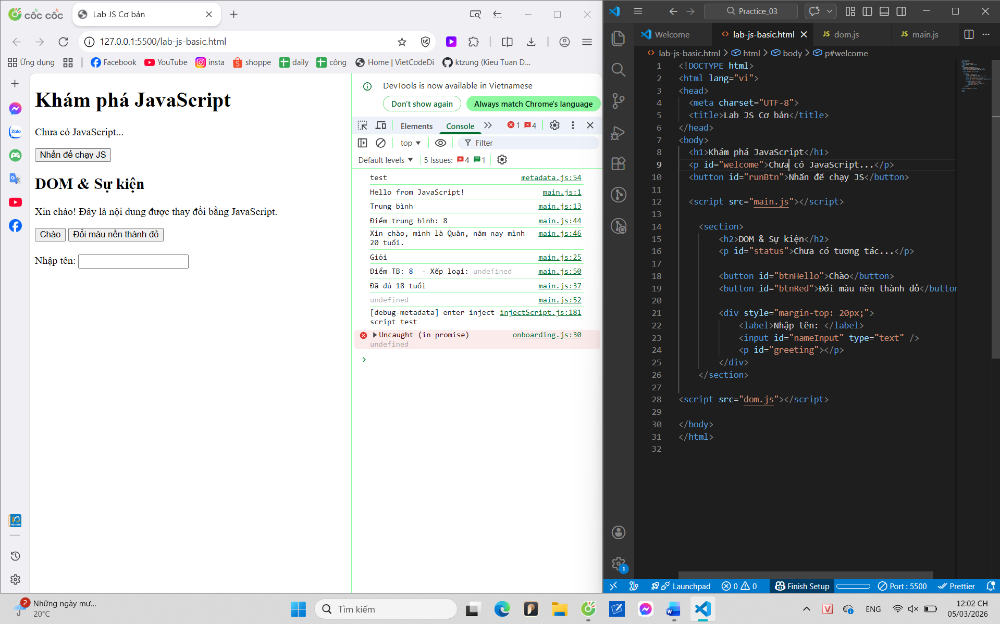 cốc cốc
Lab JS Cơ bản
127.0.0.1:5500/lab-js-basic.html
Ứng dụng
Facebook
YouTube
insta
shoppe
daily
công
Home | VietCodeDi
ktzung (Kieu Tuan D...
Zalo
Khám phá JavaScript
Chưa có JavaScript...
Nhấn để chạy JS
DOM & Sự kiện
Xin chào! Đây là nội dung được thay đổi bằng JavaScript.
Chào
Đổi màu nền thành đỏ
Nhập tên:
DevTools is now available in Vietnamese
Don't show again
Always match Chrome's language
Elements
Console
1
4
top
Filter
Default levels
5 Issues:
4
1
test metadata.js:54
Hello from JavaScript! main.js:1
Trung bình main.js:13
Điểm trung bình: 8 main.js:44
Xin chào, mình là Quân, năm nay mình main.js:46
20 tuổi.
Giỏi main.js:25
Điểm TB: 8 - Xếp loại: undefined main.js:50
Đã đủ 18 tuổi main.js:37
undefined main.js:52
[debug-metadata] enter inject injectScript.js:181
script test
Uncaught (in promise) onboarding.js:30
undefined
Practice_03
Welcome
lab-js-basic.html
JS dom.js
JS main.js
lab-js-basic.html > html > body > p#welcome
1 <!DOCTYPE html>
2 <html lang="vi">
3 <head>
4 <meta charset="UTF-8">
5 <title>Lab JS Cơ bản</title>
6 </head>
7 <body>
8 <h1>Khám phá JavaScript</h1>
9 <p id="welcome">Chưa có JavaScript...</p>
10 <button id="runBtn">Nhấn để chạy JS</button>
11
12 <script src="main.js"></script>
13
14 <section>
15 <h2>DOM & Sự kiện</h2>
16 <p id="status">Chưa có tương tác...</p>
17
18 <button id="btnHello">Chào</button>
19 <button id="btnRed">Đổi màu nền thành đỏ</button
20
21 <div style="margin-top: 20px;">
22 <label>Nhập tên: </label>
23 <input id="nameInput" type="text" />
24 <p id="greeting"></p>
25 </div>
26 </section>
27
28 <script src="dom.js"></script>
29
30 </body>
31 </html>
32
1
Launchpad
0
0
Finish Setup
Port : 5500
Prettier
2
Những ngày mư...
20°C
Tìm kiếm
ENG
12:02 CH
05/03/2026